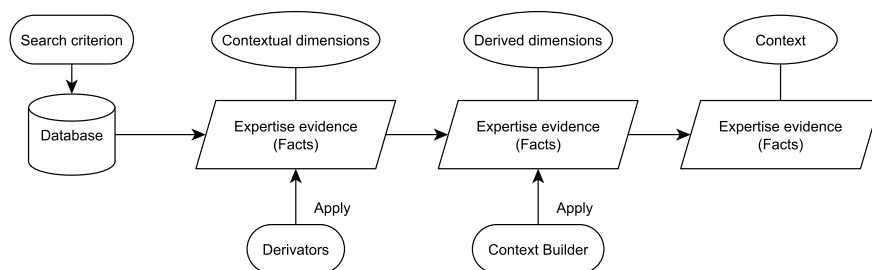 Search criterion
Contextual dimensions
Derived dimensions
Context
Database
Expertise evidence
(Facts)
Expertise evidence
(Facts)
Expertise evidence
(Facts)
Apply
Apply
Derivators
Context Builder